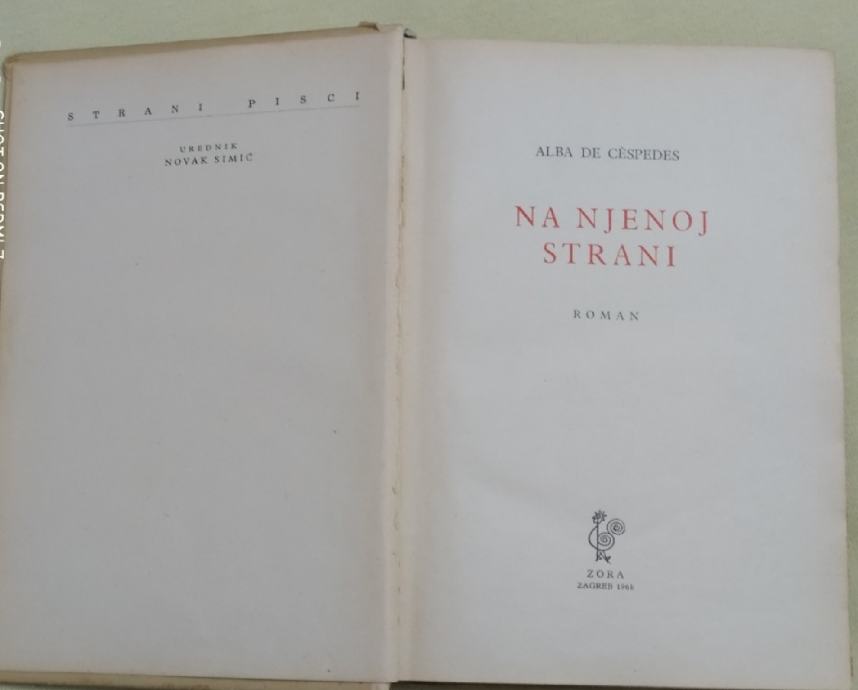 STRANI PISCI
UREDNIK
NOVAK SIMIĆ
ALBA DE CÈSPEDES
NA NJENOJ
STRANI
ROMAN
ZORA
ZAGREB